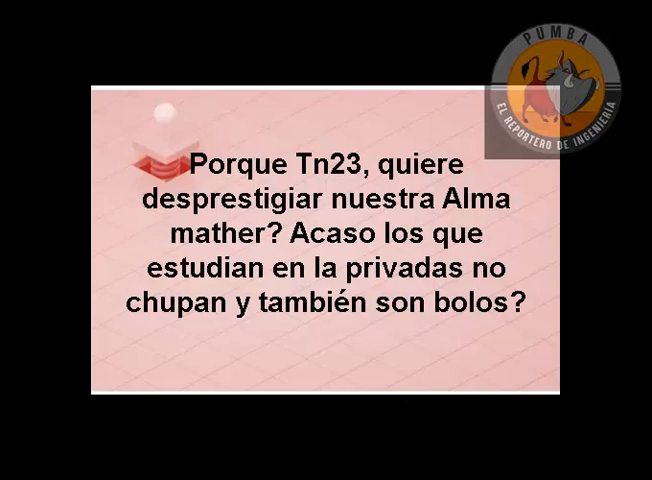 PUMBA
EL REPORTERO DE INGENIERIA
Porque Tn23, quiere
desprestigiar nuestra Alma
mather? Acaso los que
estudian en la privadas no
chupan y también son bolos?